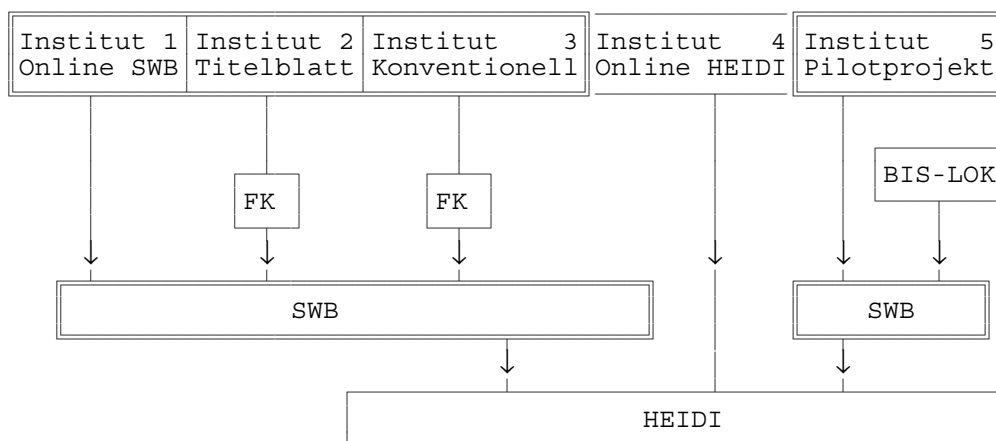 Institut 1 Institut 2 Institut 3 Institut 4 Institut 5
Online SWB Titelblatt Konventionell Online HEIDI Pilotprojekt
BIS-LOK
FK FK
SWB SWB
HEIDI